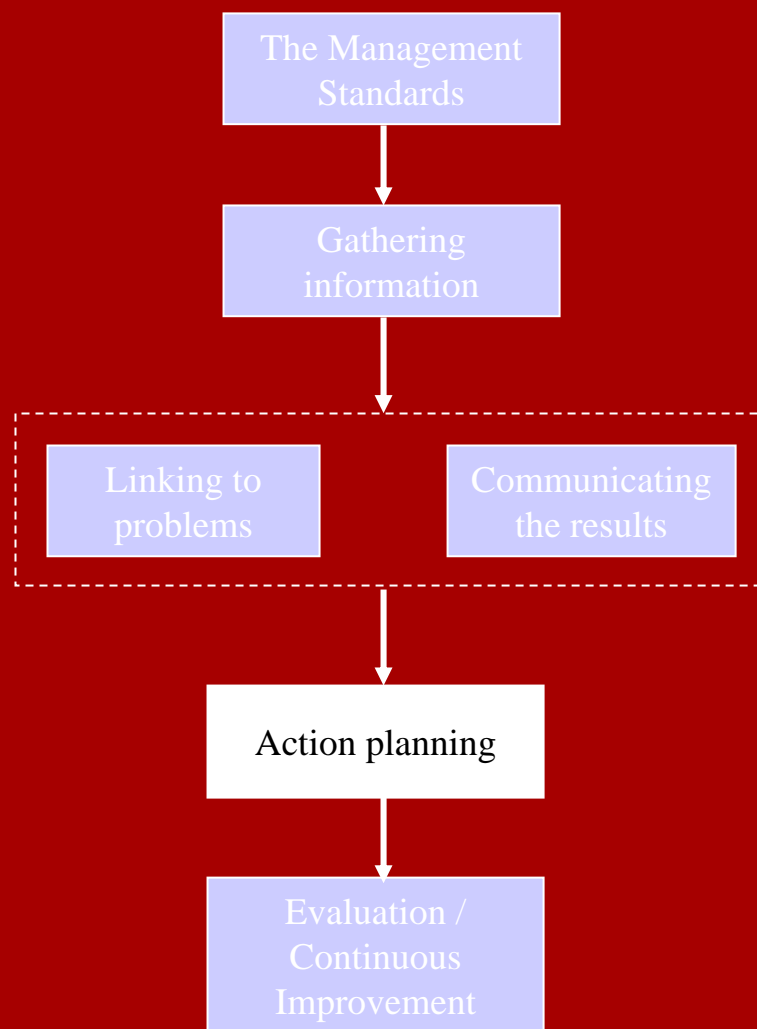 The Management
Standards
Gathering
information
Linking to
problems
Communicating
the results
Action planning
Evaluation /
Continuous
Improvement